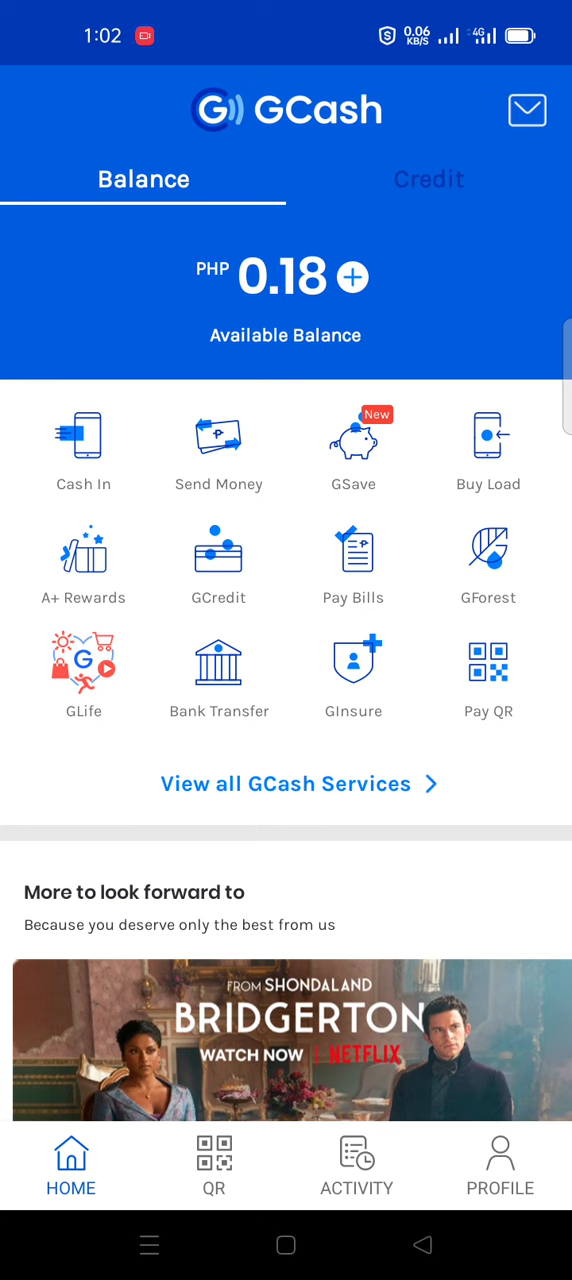 1:02
0.06
KB/S
4G
GCash
Balance
Credit
PHP 0.18
Available Balance
New
Cash In
Send Money
GSave
Buy Load
A+ Rewards
GCredit
Pay Bills
GForest
G
GLife
Bank Transfer
GInsure
Pay QR
View all GCash Services
More to look forward to
Because you deserve only the best from us
FROM SHONDALAND
BRIDGERTON
WATCH NOW | NETFLIX
HOME
QR
ACTIVITY
PROFILE